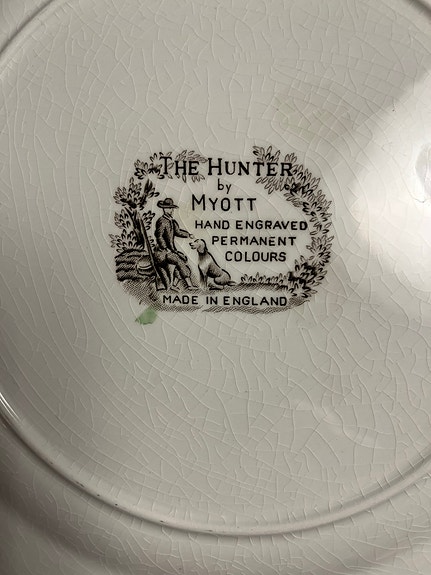 THE HUNTER
by
MYOTT
HAND ENGRAVED
PERMANENT
COLOURS
MADE IN ENGLAND